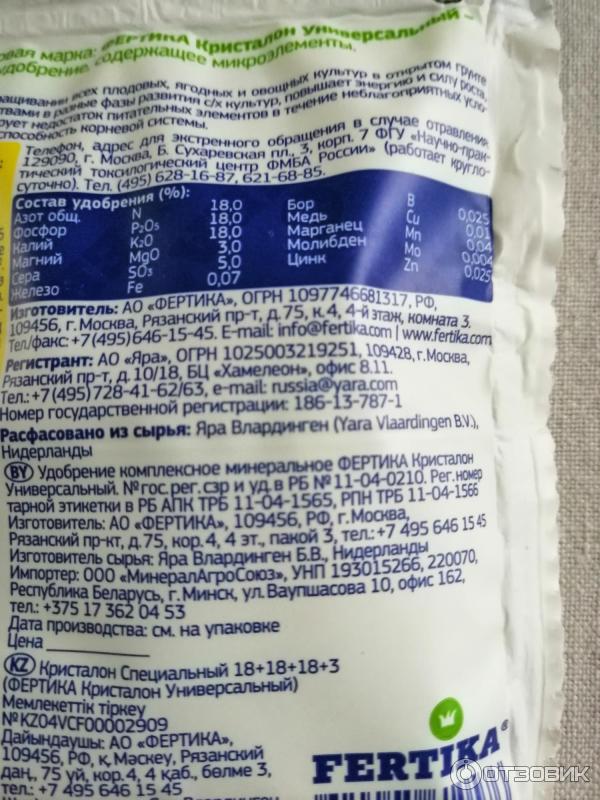 овая марка: ФЕРТИКА Кристалон Универсальный -
удобрение, содержащее микроэлементы.
всех плодовых, ягодных и овощных культур в открытом грунте
в разные фазы развития с/х культур, повышает энергию и силу роста,
рует недостаток питательных элементов в течение неблагоприятных усло-
способность корневой системы.
Телефон, адрес для экстренного обращения в случае отравления:
129090, г. Москва, Б. Сухаревская пл., 3, корп. 7 ФГУ «Научно-прак-
тический токсилогический центр ФМБА России» (работает кругло-
суточно). Тел. (495) 628-16-87, 621-68-85.
Состав удобрения (%):
Азот общ. N 18,0
Фосфор P2O5 18,0
Калий K2O 18,0
Магний MgO 3,0
Сера SO3 5,0
Железо Fe 0,07
Бор B 0,025
Медь Cu 0,01
Марганец Mn 0,04
Молибден Mo 0,004
Цинк Zn 0,025
Изготовитель: АО «ФЕРТИКА», ОГРН 1097746681317, РФ,
109456, г. Москва, Рязанский пр-т, д.75, к.4, 4-й этаж, комната 3.
Тел/факс: +7(495)646-15-45. E-mail: info@fertika.com | www.fertika.com
Регистрант: АО «Яра», ОГРН 1025003219251, 109428, г.Москва,
Рязанский пр-т, д. 10/18, БЦ «Хамелеон», офис 8.11.
Тел.: +7(495)728-41-62/63, e-mail: russia@yara.com
Номер государственной регистрации: 186-13-787-1
Расфасовано из сырья: Яра Влардинген (Yara Vlaardingen B.V.),
Нидерланды
BY Удобрение комплексное минеральное ФЕРТИКА Кристалон
Универсальный. №гос.рег.сзр и уд.в РБ №11-04-0210. Рег.номер
тарной этикетки в РБ АПК ТРБ 11-04-1565, РПН ТРБ 11-04-1566
Изготовитель: АО «ФЕРТИКА», 109456, РФ, г.Москва,
Рязанский пр-кт, д.75, кор.4, 4 эт., пакой 3, тел.:+7 495 646 15 45
Изготовитель сырья: Яра Влардинген Б.В., Нидерланды
Импортер: ООО «МинералАгроСоюз», УНП 193015266, 220070,
Республика Беларусь, г.Минск, ул.Ваупшасова 10, офис 162,
тел.: +375 17 362 04 53
Дата производства: см. на упаковке
Цена
KZ Кристалон Специальный 18+18+18+3
(ФЕРТИКА Кристалон Универсальный)
Мемлекеттік тіркеу
№KZ04VCF00002909
Дайындаушы: АО «ФЕРТИКА»,
109456, РФ, қ.Мәскеу, Рязанский
даң, 75 үй, кор.4, 4 қаб., бөлме 3,
тел.: +7 495 646 15 45
FERTIKA®
ОТЗОВИК